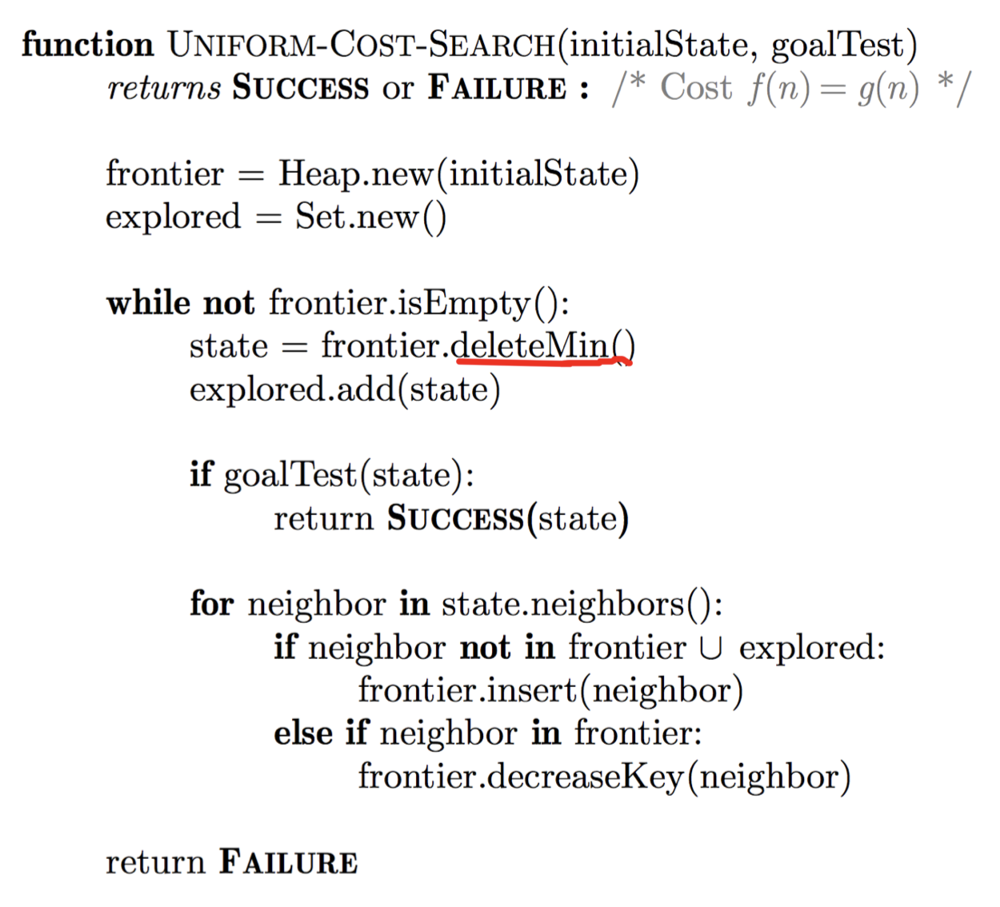 function UNIFORM-COST-SEARCH(initialState, goalTest)
returns SUCCESS or FAILURE : /* Cost f(n) = g(n) */
frontier = Heap.new(initialState)
explored = Set.new()
while not frontier.isEmpty():
state = frontier.deleteMin()
explored.add(state)
if goalTest(state):
return SUCCESS(state)
for neighbor in state.neighbors():
if neighbor not in frontier ∪ explored:
frontier.insert(neighbor)
else if neighbor in frontier:
frontier.decreaseKey(neighbor)
return FAILURE